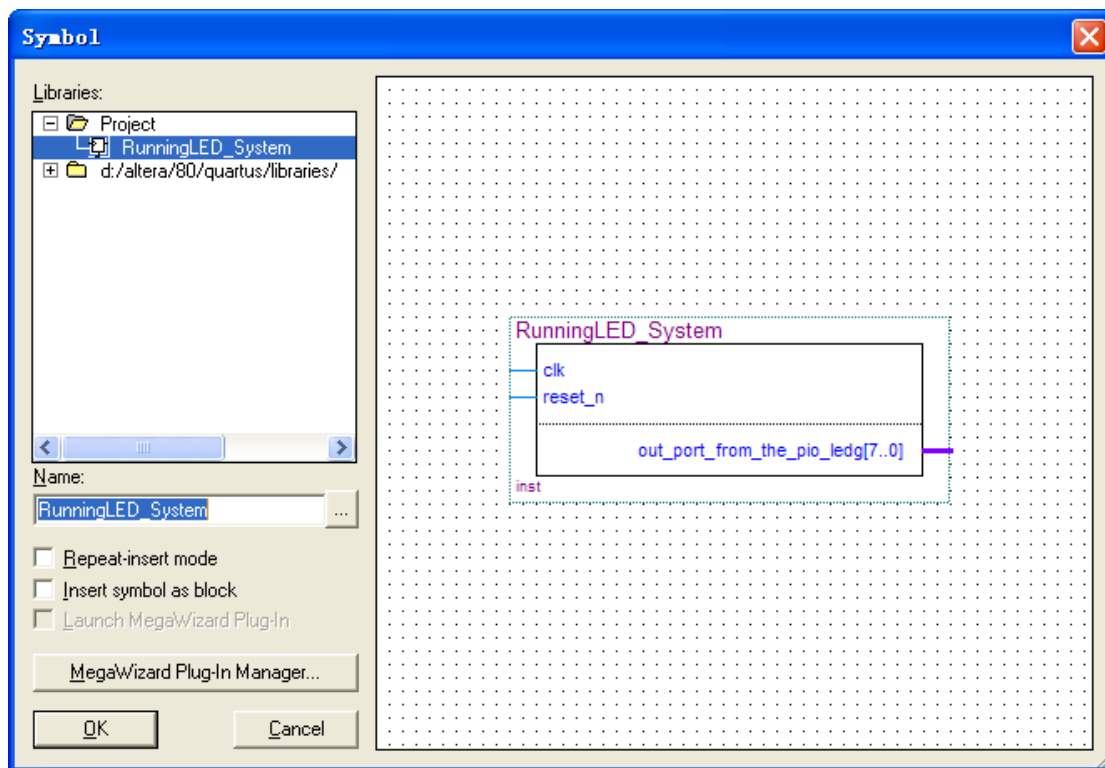 Symbol
Libraries:
Project
RunningLED_System
d:/altera/80/quartus/libraries/
Name:
RunningLED_System
...
Repeat-insert mode
Insert symbol as block
Launch MegaWizard Plug-In
MegaWizard Plug-In Manager...
OK
Cancel
RunningLED_System
clk
reset_n
out_port_from_the_pio_ledg[7..0]
inst